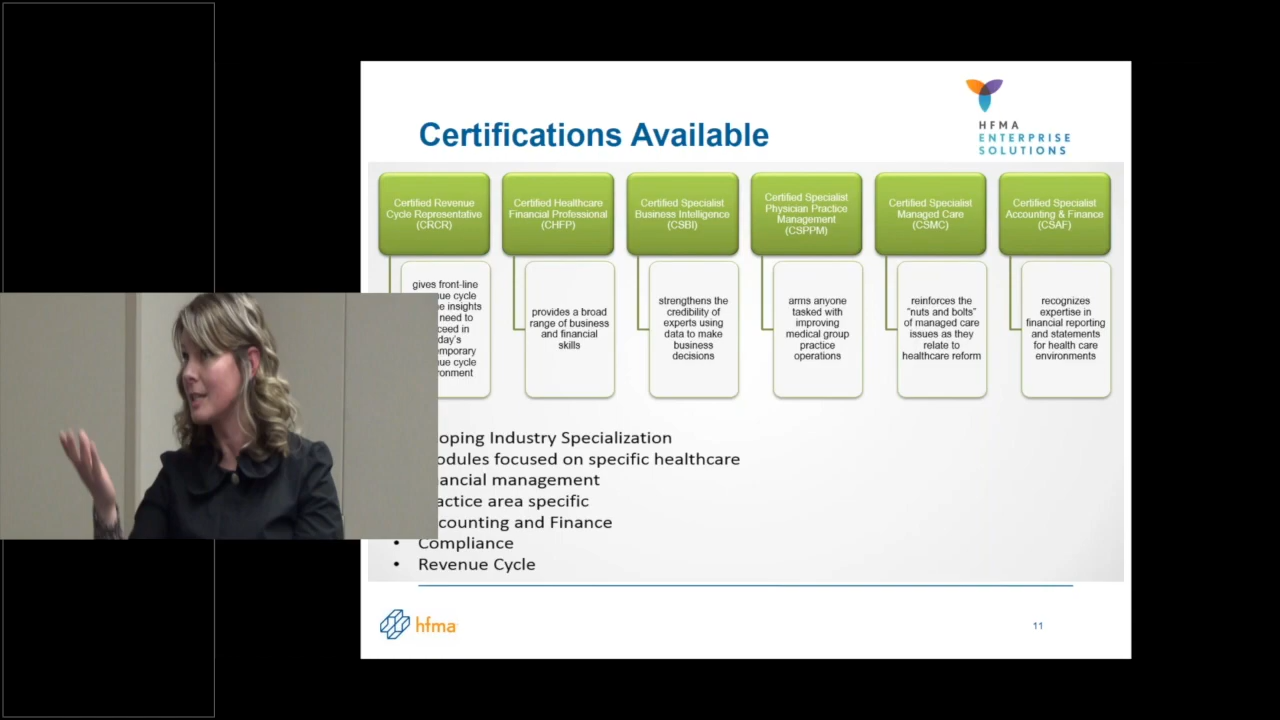 Certifications Available
HFMA
ENTERPRISE
SOLUTIONS
Certified Revenue
Cycle Representative
(CRCR)
Certified Healthcare
Financial Professional
(CHFP)
Certified Specialist
Business Intelligence
(CSBI)
Certified Specialist
Physician Practice
Management
(CSPPM)
Certified Specialist
Managed Care
(CSMC)
Certified Specialist
Accounting & Finance
(CSAF)
gives front-line
cycle
insights
need to
provides a broad
range of business
and financial
skills
strengthens the
credibility of
experts using
data to make
business
decisions
arms anyone
tasked with
improving
medical group
practice
operations
reinforces the
"nuts and bolts"
of managed care
issues as they
relate to
healthcare reform
recognizes
expertise in
financial reporting
and statements
for health care
environments
Industry Specialization
focused on specific healthcare
management
specific
and Finance
• Compliance
• Revenue Cycle
hfma
11